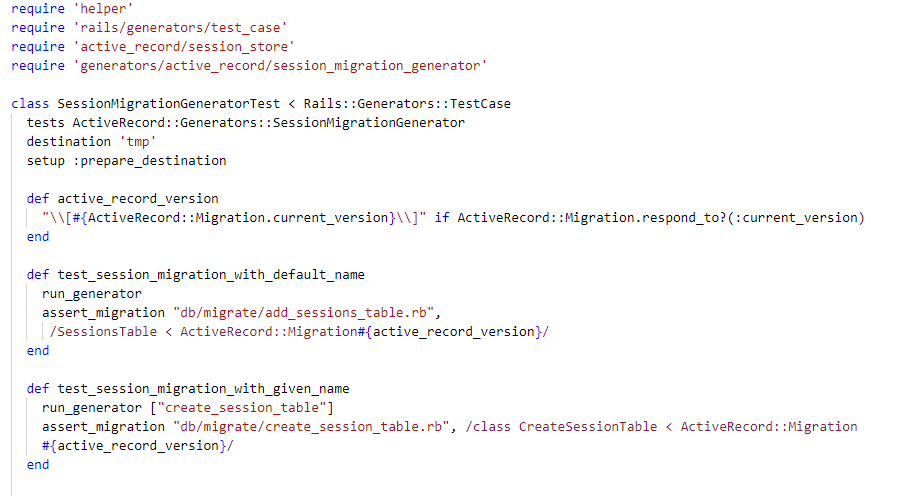 require 'helper'
require 'rails/generators/test_case'
require 'active_record/session_store'
require 'generators/active_record/session_migration_generator'

class SessionMigrationGeneratorTest < Rails::Generators::TestCase
  tests ActiveRecord::Generators::SessionMigrationGenerator
  destination 'tmp'
  setup :prepare_destination

  def active_record_version
    "\\[#{ActiveRecord::Migration.current_version}\\]" if ActiveRecord::Migration.respond_to?(:current_version)
  end

  def test_session_migration_with_default_name
    run_generator
    assert_migration "db/migrate/add_sessions_table.rb",
     /SessionsTable < ActiveRecord::Migration#{active_record_version}/
  end

  def test_session_migration_with_given_name
    run_generator ["create_session_table"]
    assert_migration "db/migrate/create_session_table.rb", /class CreateSessionTable < ActiveRecord::Migration
    #{active_record_version}/
  end